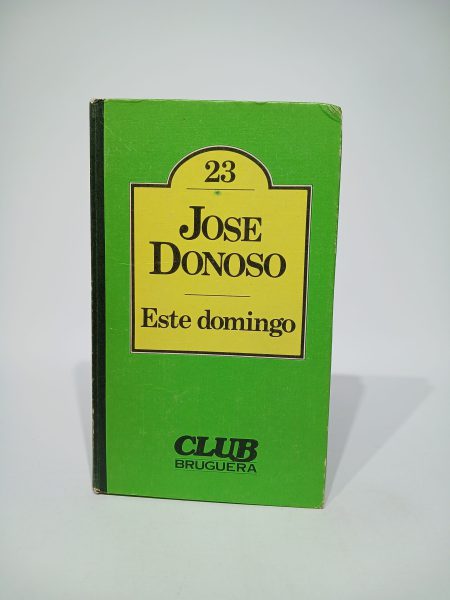 23
JOSE
DONOSO
Este domingo
CLUB
BRUGUERA